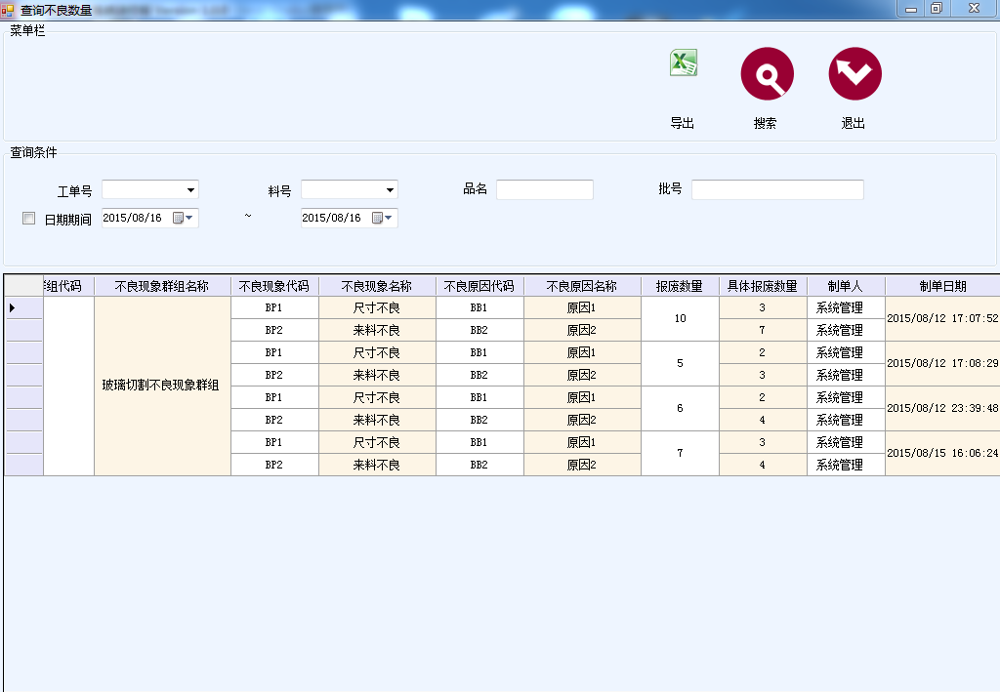 查询不良数量
菜单栏
导出 搜索 退出
查询条件
工单号 料号 品名 批号
日期期间 2015/08/16 ~ 2015/08/16
组代码 不良现象群组名称 不良现象代码 不良现象名称 不良原因代码 不良原因名称 报废数量 具体报废数量 制单人 制单日期
BP1 尺寸不良 BB1 原因1 10 3 系统管理 2015/08/12 17:07:52
BP2 来料不良 BB2 原因2 7 系统管理
BP1 尺寸不良 BB1 原因1 5 2 系统管理 2015/08/12 17:08:29
BP2 来料不良 BB2 原因2 3 系统管理
玻璃切割不良现象群组
BP1 尺寸不良 BB1 原因1 6 2 系统管理 2015/08/12 23:39:48
BP2 来料不良 BB2 原因2 4 系统管理
BP1 尺寸不良 BB1 原因1 7 3 系统管理 2015/08/15 16:06:24
BP2 来料不良 BB2 原因2 4 系统管理